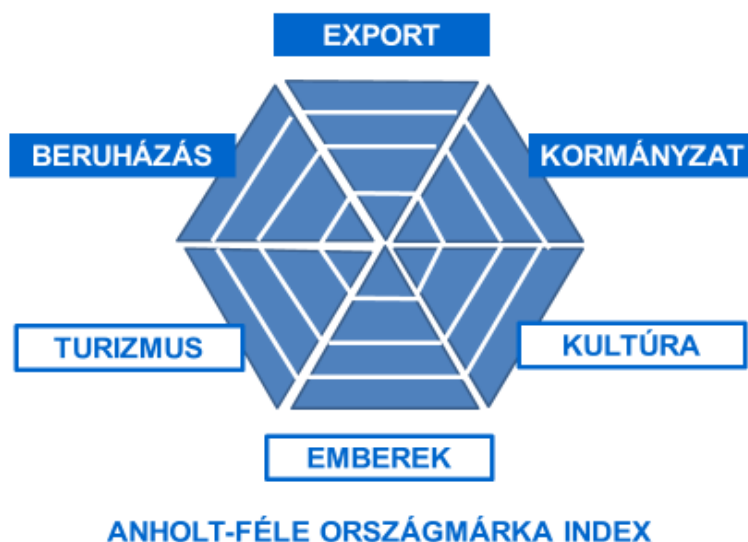 EXPORT
BERUHÁZÁS
KORMÁNYZAT
TURIZMUS
KULTÚRA
EMBEREK
ANHOLT-FÉLE ORSZÁGMÁRKA INDEX